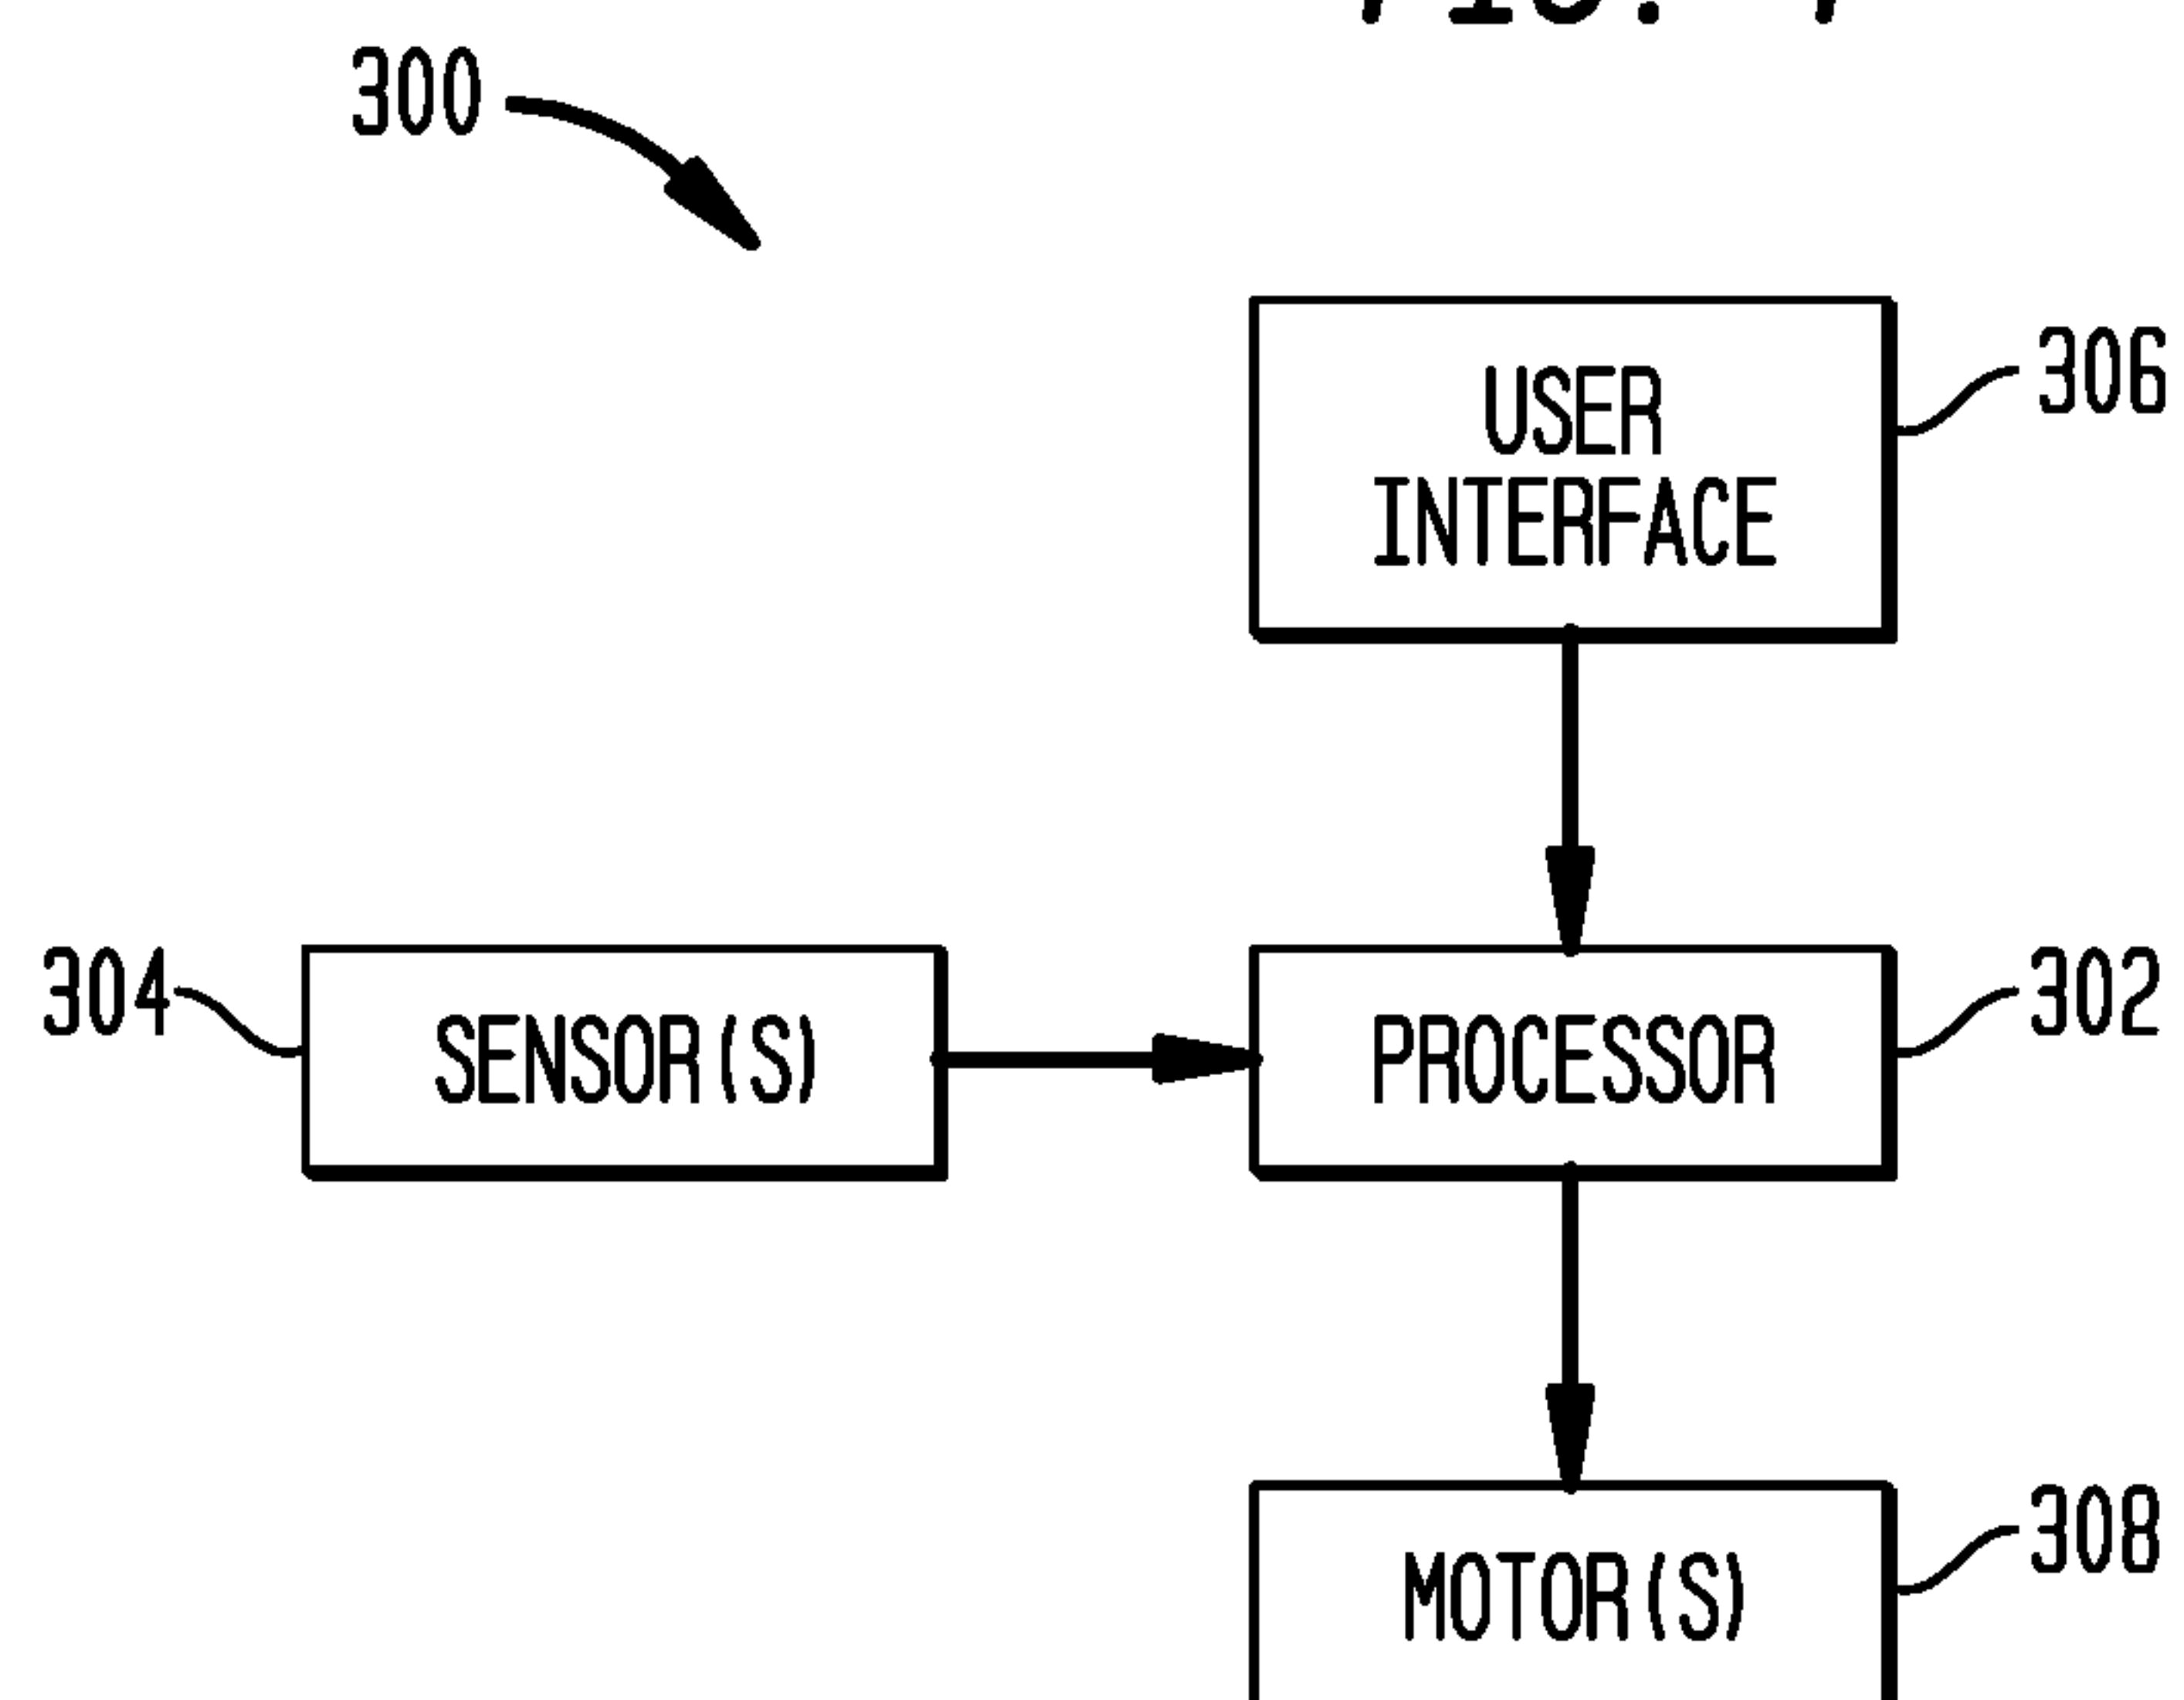 300
USER
INTERFACE
306
304
SENSOR(S)
PROCESSOR
302
MOTOR(S)
308